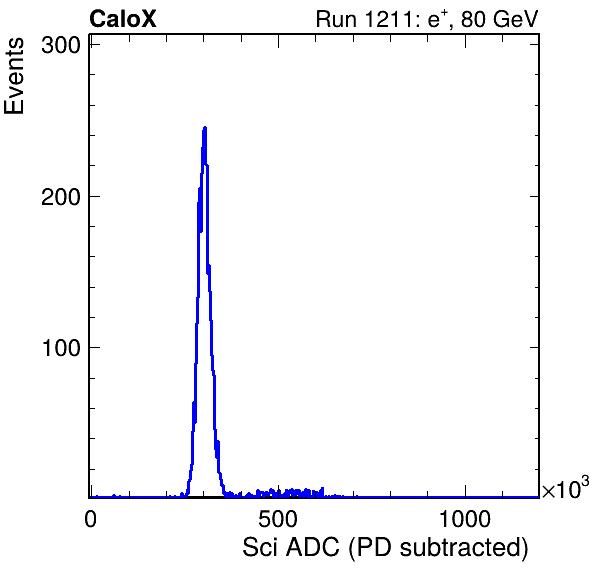 CaloX Run 1211: e⁺, 80 GeV
Events
300
200
100
0 500 1000 ×10³
Sci ADC (PD subtracted)